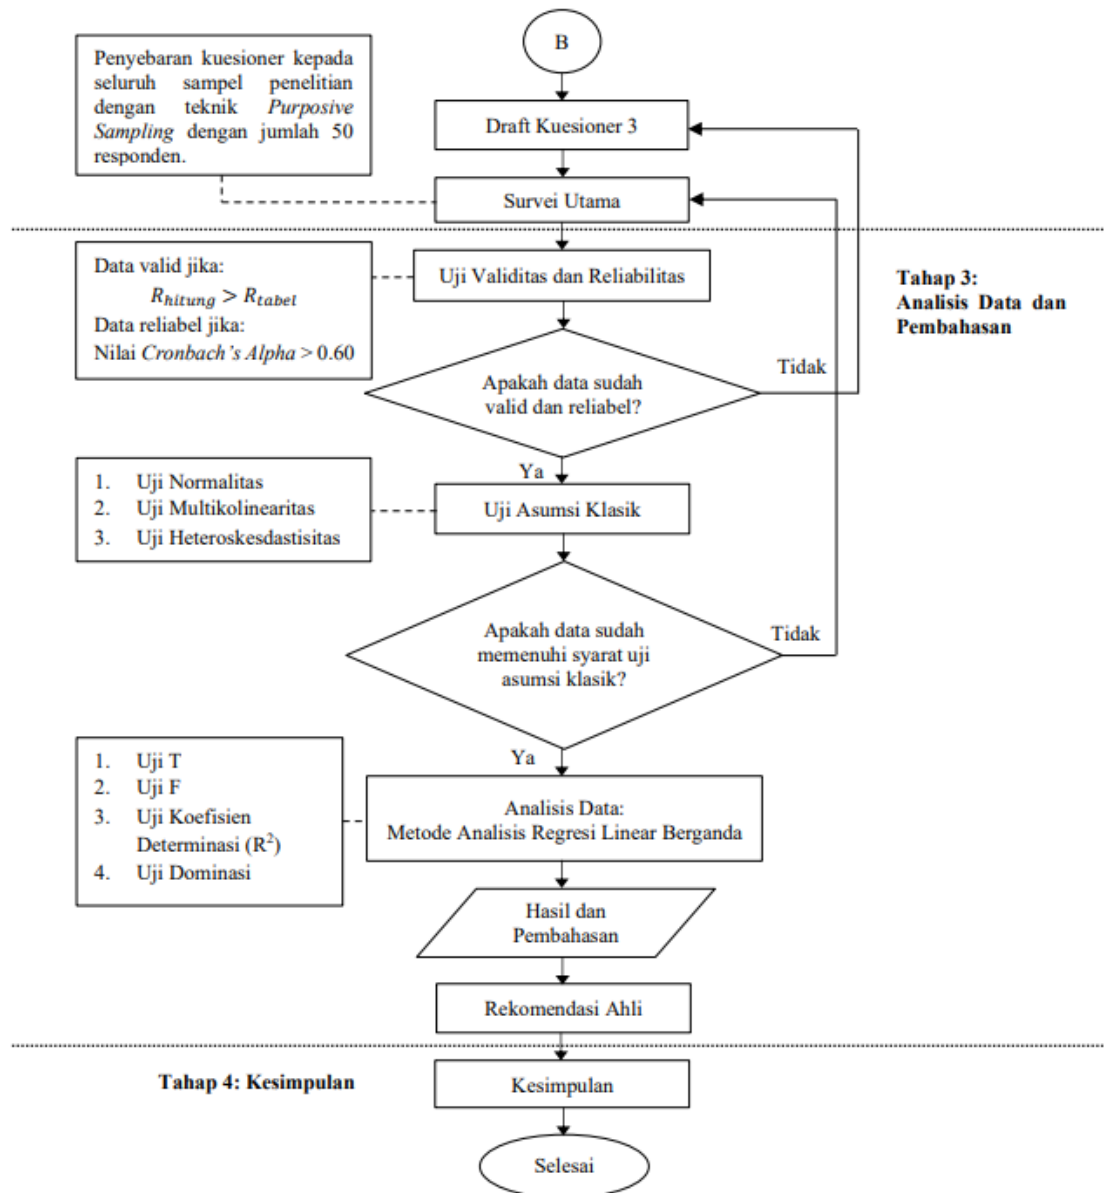 B
Penyebaran kuesioner kepada
seluruh sampel penelitian
dengan teknik Purposive
Sampling dengan jumlah 50
responden.
Draft Kuesioner 3
Survei Utama
Data valid jika:
R_hitung > R_tabel
Data reliabel jika:
Nilai Cronbach's Alpha > 0.60
Uji Validitas dan Reliabilitas
Tahap 3:
Analisis Data dan
Pembahasan
Apakah data sudah
valid dan reliabel?
Tidak
Ya
1. Uji Normalitas
2. Uji Multikolinearitas
3. Uji Heteroskesdastisitas
Uji Asumsi Klasik
Apakah data sudah
memenuhi syarat uji
asumsi klasik?
Tidak
Ya
1. Uji T
2. Uji F
3. Uji Koefisien
Determinasi (R²)
4. Uji Dominasi
Analisis Data:
Metode Analisis Regresi Linear Berganda
Hasil dan
Pembahasan
Rekomendasi Ahli
Tahap 4: Kesimpulan
Kesimpulan
Selesai